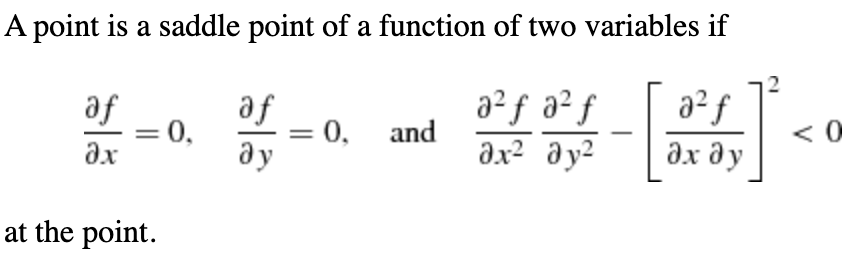 A point is a saddle point of a function of two variables if
∂f/∂x = 0, ∂f/∂y = 0, and ∂²f/∂x² ∂²f/∂y² − [∂²f/∂x ∂y]² < 0
at the point.